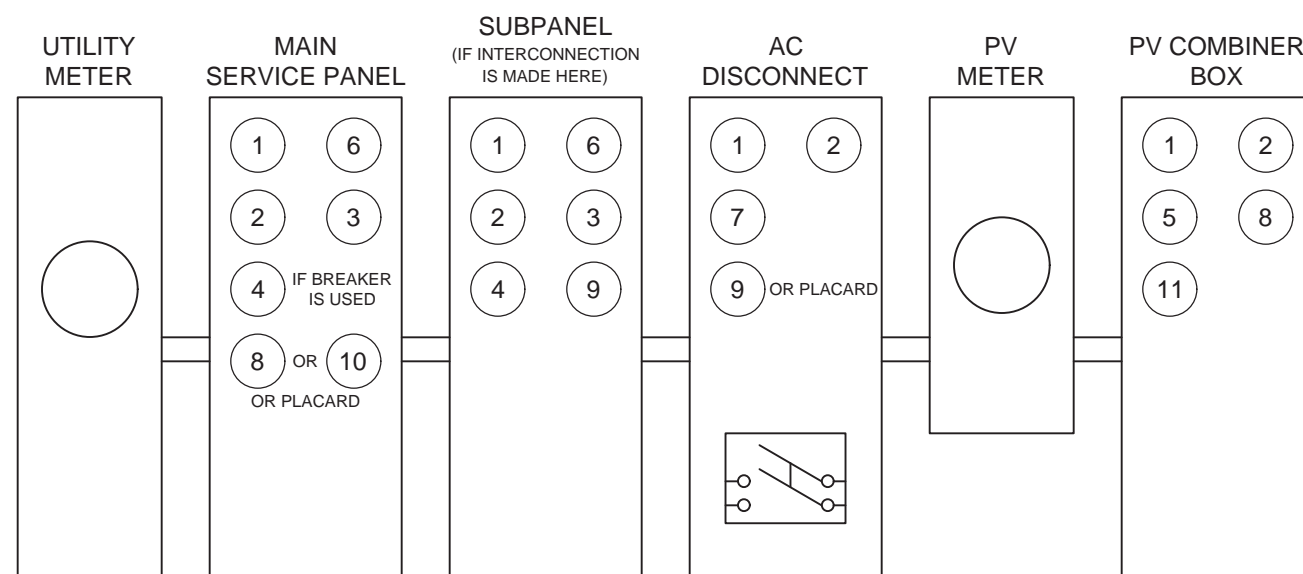 UTILITY
METER
MAIN
SERVICE PANEL
SUBPANEL
(IF INTERCONNECTION
IS MADE HERE)
AC
DISCONNECT
PV
METER
PV COMBINER
BOX
1 6
2 3
4 IF BREAKER
IS USED
8 OR 10
OR PLACARD
1 6
2 3
4 9
1 2
7
9 OR PLACARD
1 2
5 8
11